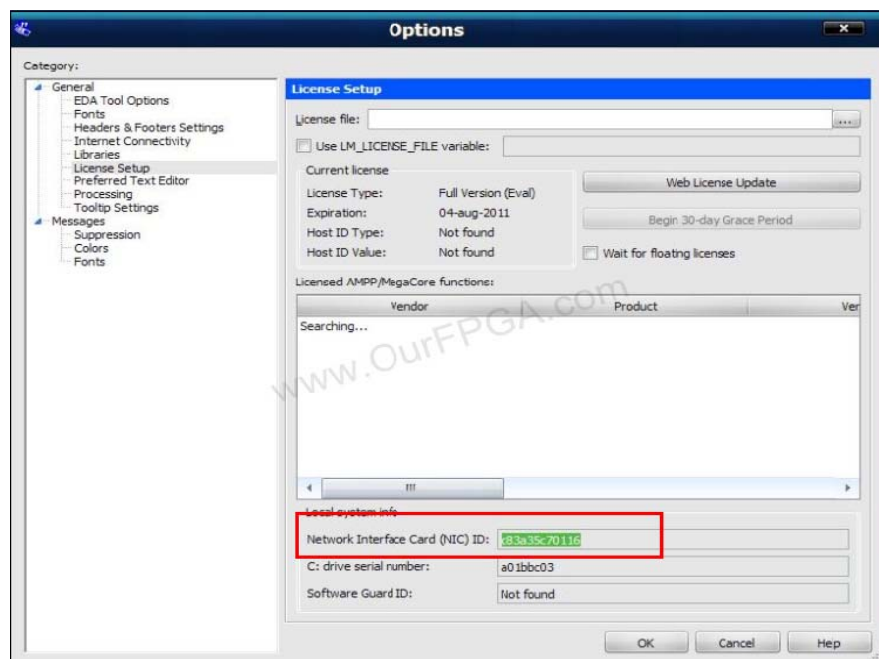 Options
Category:
General
EDA Tool Options
Fonts
Headers & Footers Settings
Internet Connectivity
Libraries
License Setup
Preferred Text Editor
Processing
Tooltip Settings
Messages
Suppression
Colors
Fonts
License Setup
License file:
...
Use LM_LICENSE_FILE variable:
Current license
License Type: Full Version (Eval)
Expiration: 04-aug-2011
Host ID Type: Not found
Host ID Value: Not found
Web License Update
Begin 30-day Grace Period
Wait for floating licenses
Licensed AMPP/MegaCore functions:
Vendor Product Ver
Searching...
www.OurFPGA.com
Local system info
Network Interface Card (NIC) ID: c83a35c70116
C: drive serial number: a01bbc03
Software Guard ID: Not found
OK Cancel Help